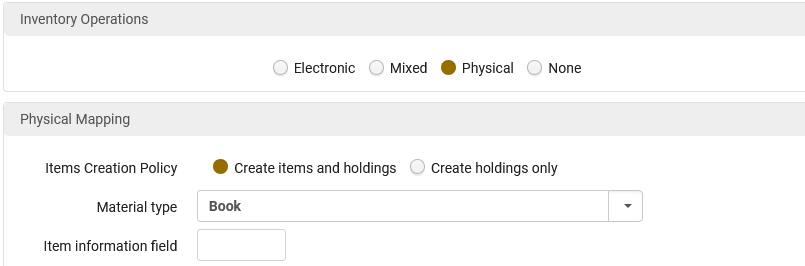 Inventory Operations
Electronic Mixed Physical None
Physical Mapping
Items Creation Policy Create items and holdings Create holdings only
Material type Book
Item information field